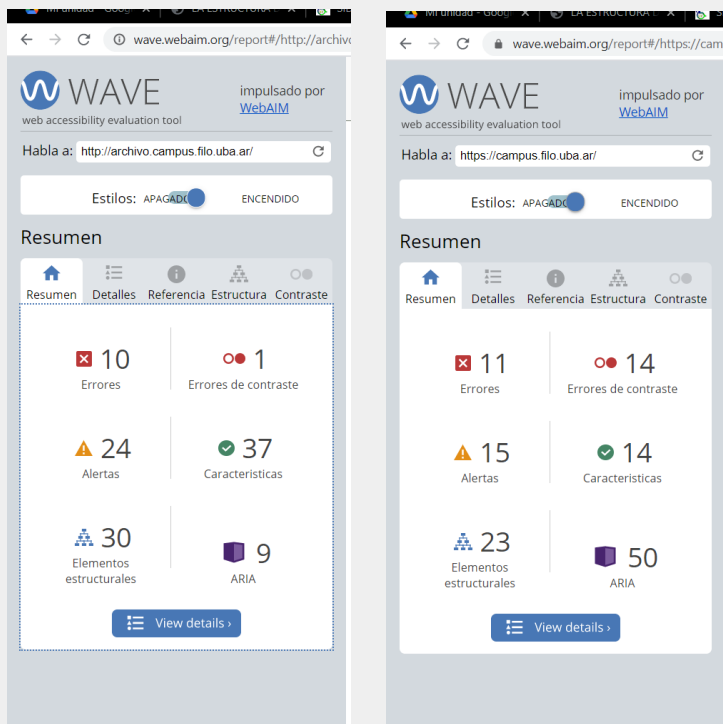 Mi unidad - Goog
LA ESTRUCTURA
wave.webaim.org/report#/http://archivo
WAVE
web accessibility evaluation tool
impulsado por
WebAIM
Habla a: http://archivo.campus.filo.uba.ar/
Estilos: APAGADO ENCENDIDO
Resumen
Resumen Detalles Referencia Estructura Contraste
10
Errores
1
Errores de contraste
24
Alertas
37
Caracteristicas
30
Elementos
estructurales
9
ARIA
View details ›
Mi unidad - Goog
LA ESTRUCTURA
wave.webaim.org/report#/https://cam
WAVE
web accessibility evaluation tool
impulsado por
WebAIM
Habla a: https://campus.filo.uba.ar/
Estilos: APAGADO ENCENDIDO
Resumen
Resumen Detalles Referencia Estructura Contraste
11
Errores
14
Errores de contraste
15
Alertas
14
Caracteristicas
23
Elementos
estructurales
50
ARIA
View details ›